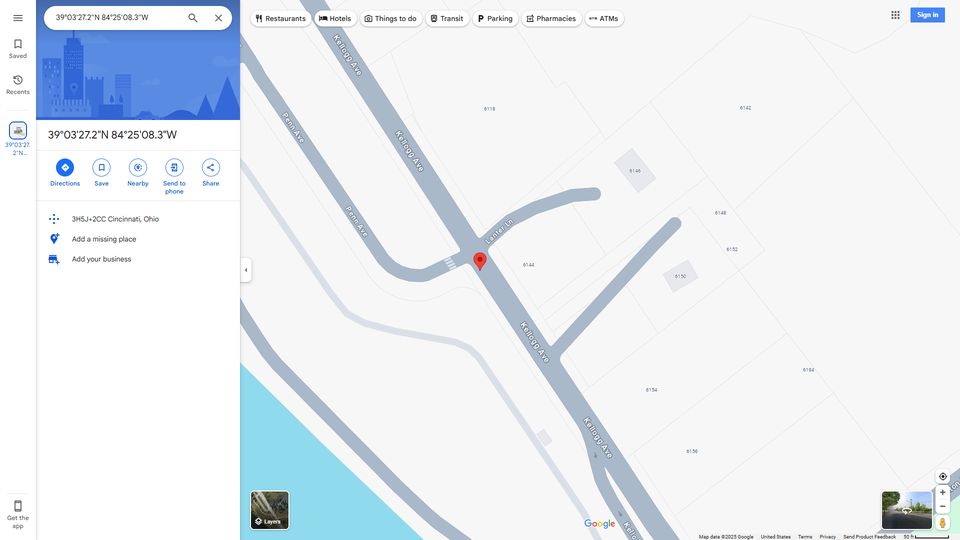 39°03'27.2"N 84°25'08.3"W
Restaurants
Hotels
Things to do
Transit
Parking
Pharmacies
ATMs
Sign in
Saved
Recents
39°03'27.
2"N...
Get the
app
39°03'27.2"N 84°25'08.3"W
Directions
Save
Nearby
Send to
phone
Share
3H5J+2CC Cincinnati, Ohio
Add a missing place
Add your business
Kellogg Ave
Kellogg Ave
Penn Ave
Penn Ave
Lanter Ln
Kellogg Ave
Kellogg Ave
6118
6142
6146
6148
6152
6144
6150
6184
6154
6156
Layers
Google
Map data ©2025 Google
United States
Terms
Privacy
Send Product Feedback
50 ft